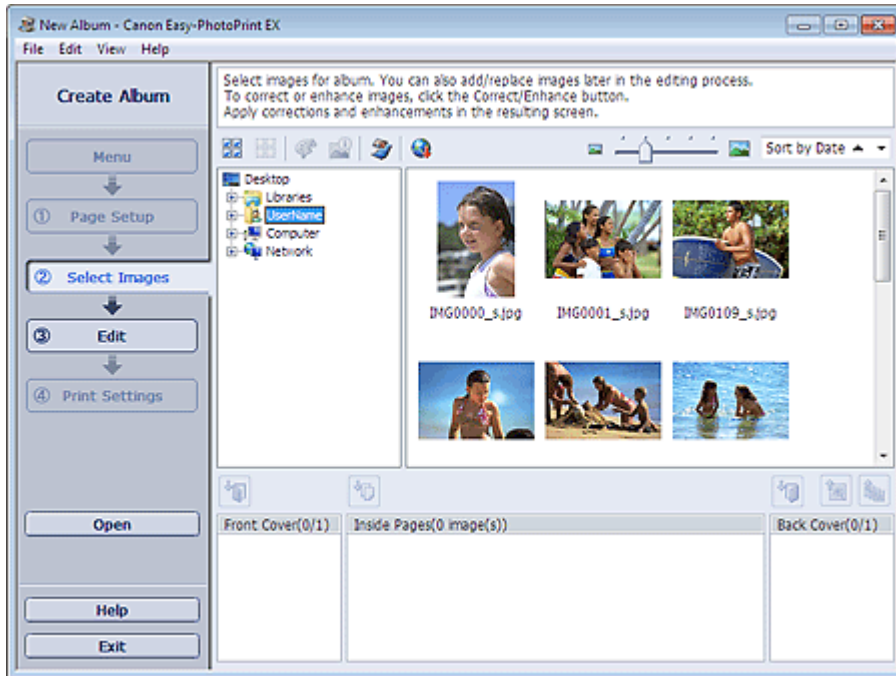 New Album - Canon Easy-PhotoPrint EX
File Edit View Help
Create Album
Select images for album. You can also add/replace images later in the editing process.
To correct or enhance images, click the Correct/Enhance button.
Apply corrections and enhancements in the resulting screen.
Menu
Sort by Date
① Page Setup
② Select Images
③ Edit
④ Print Settings
Desktop
Libraries
UserName
Computer
Network
IMG0000_s.jpg IMG0001_s.jpg IMG0109_s.jpg
Open
Front Cover(0/1) Inside Pages(0 image(s)) Back Cover(0/1)
Help
Exit